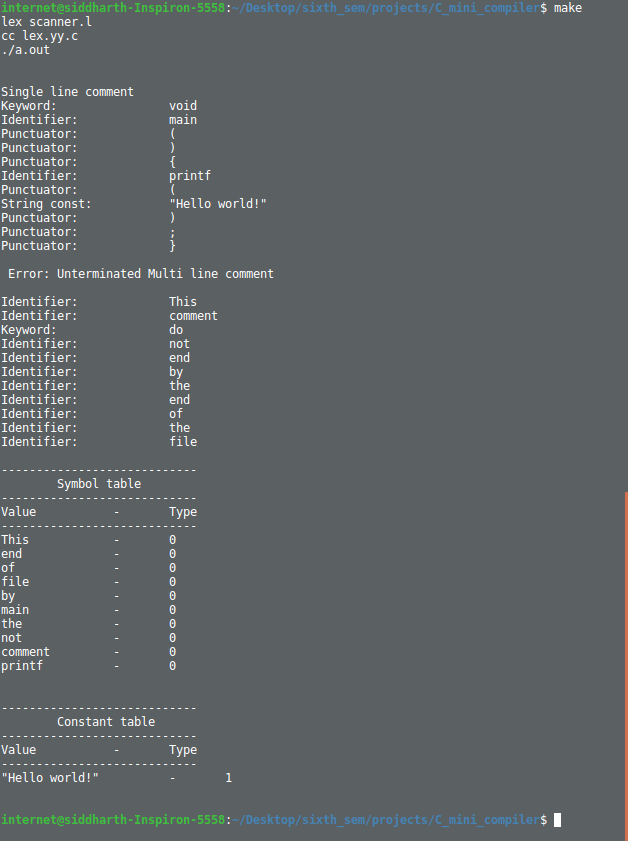 internet@siddharth-Inspiron-5558:~/Desktop/sixth_sem/projects/C_mini_compiler$ make
lex scanner.l
cc lex.yy.c
./a.out
Single line comment
Keyword: void
Identifier: main
Punctuator: (
Punctuator: )
Punctuator: {
Identifier: printf
Punctuator: (
String const: "Hello world!"
Punctuator: )
Punctuator: ;
Punctuator: }
Error: Unterminated Multi line comment
Identifier: This
Identifier: comment
Keyword: do
Identifier: not
Identifier: end
Identifier: by
Identifier: the
Identifier: end
Identifier: of
Identifier: the
Identifier: file
----------------------------
Symbol table
----------------------------
Value - Type
----------------------------
This - 0
end - 0
of - 0
file - 0
by - 0
main - 0
the - 0
not - 0
comment - 0
printf - 0
----------------------------
Constant table
----------------------------
Value - Type
----------------------------
"Hello world!" - 1
internet@siddharth-Inspiron-5558:~/Desktop/sixth_sem/projects/C_mini_compiler$